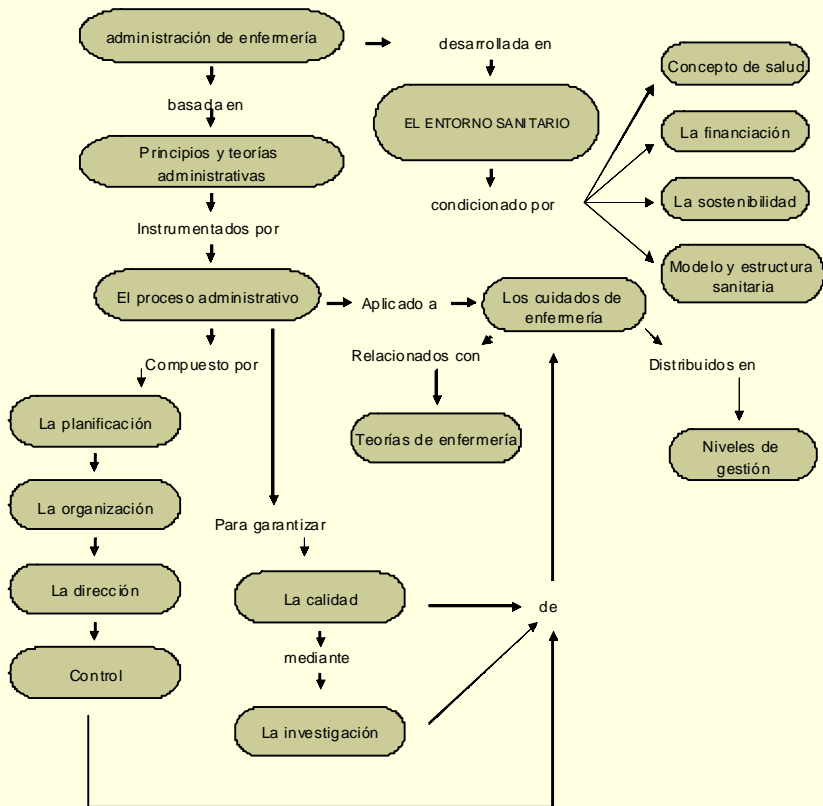 administración de enfermería
desarrollada en
Concepto de salud
basada en
EL ENTORNO SANITARIO
La financiación
Principios y teorías
administrativas
condicionado por
La sostenibilidad
Instrumentados por
Modelo y estructura
sanitaria
El proceso administrativo
Aplicado a
Los cuidados de
enfermería
Compuesto por
Relacionados con
Distribuidos en
La planificación
Teorías de enfermería
Niveles de
gestión
La organización
Para garantizar
La dirección
La calidad
de
mediante
Control
La investigación